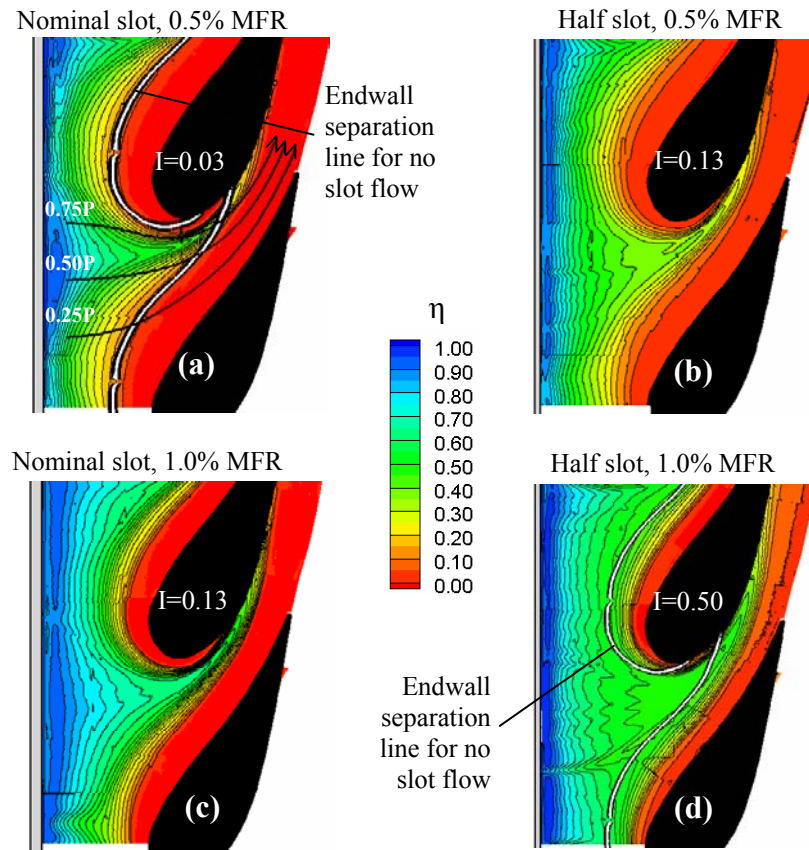 Nominal slot, 0.5% MFR
Half slot, 0.5% MFR
Endwall
separation
line for no
slot flow
I=0.03
I=0.13
0.75P
0.50P
0.25P
(a)
(b)
η
1.00
0.90
0.80
0.70
0.60
0.50
0.40
0.30
0.20
0.10
0.00
Nominal slot, 1.0% MFR
Half slot, 1.0% MFR
I=0.13
I=0.50
Endwall
separation
line for no
slot flow
(c)
(d)